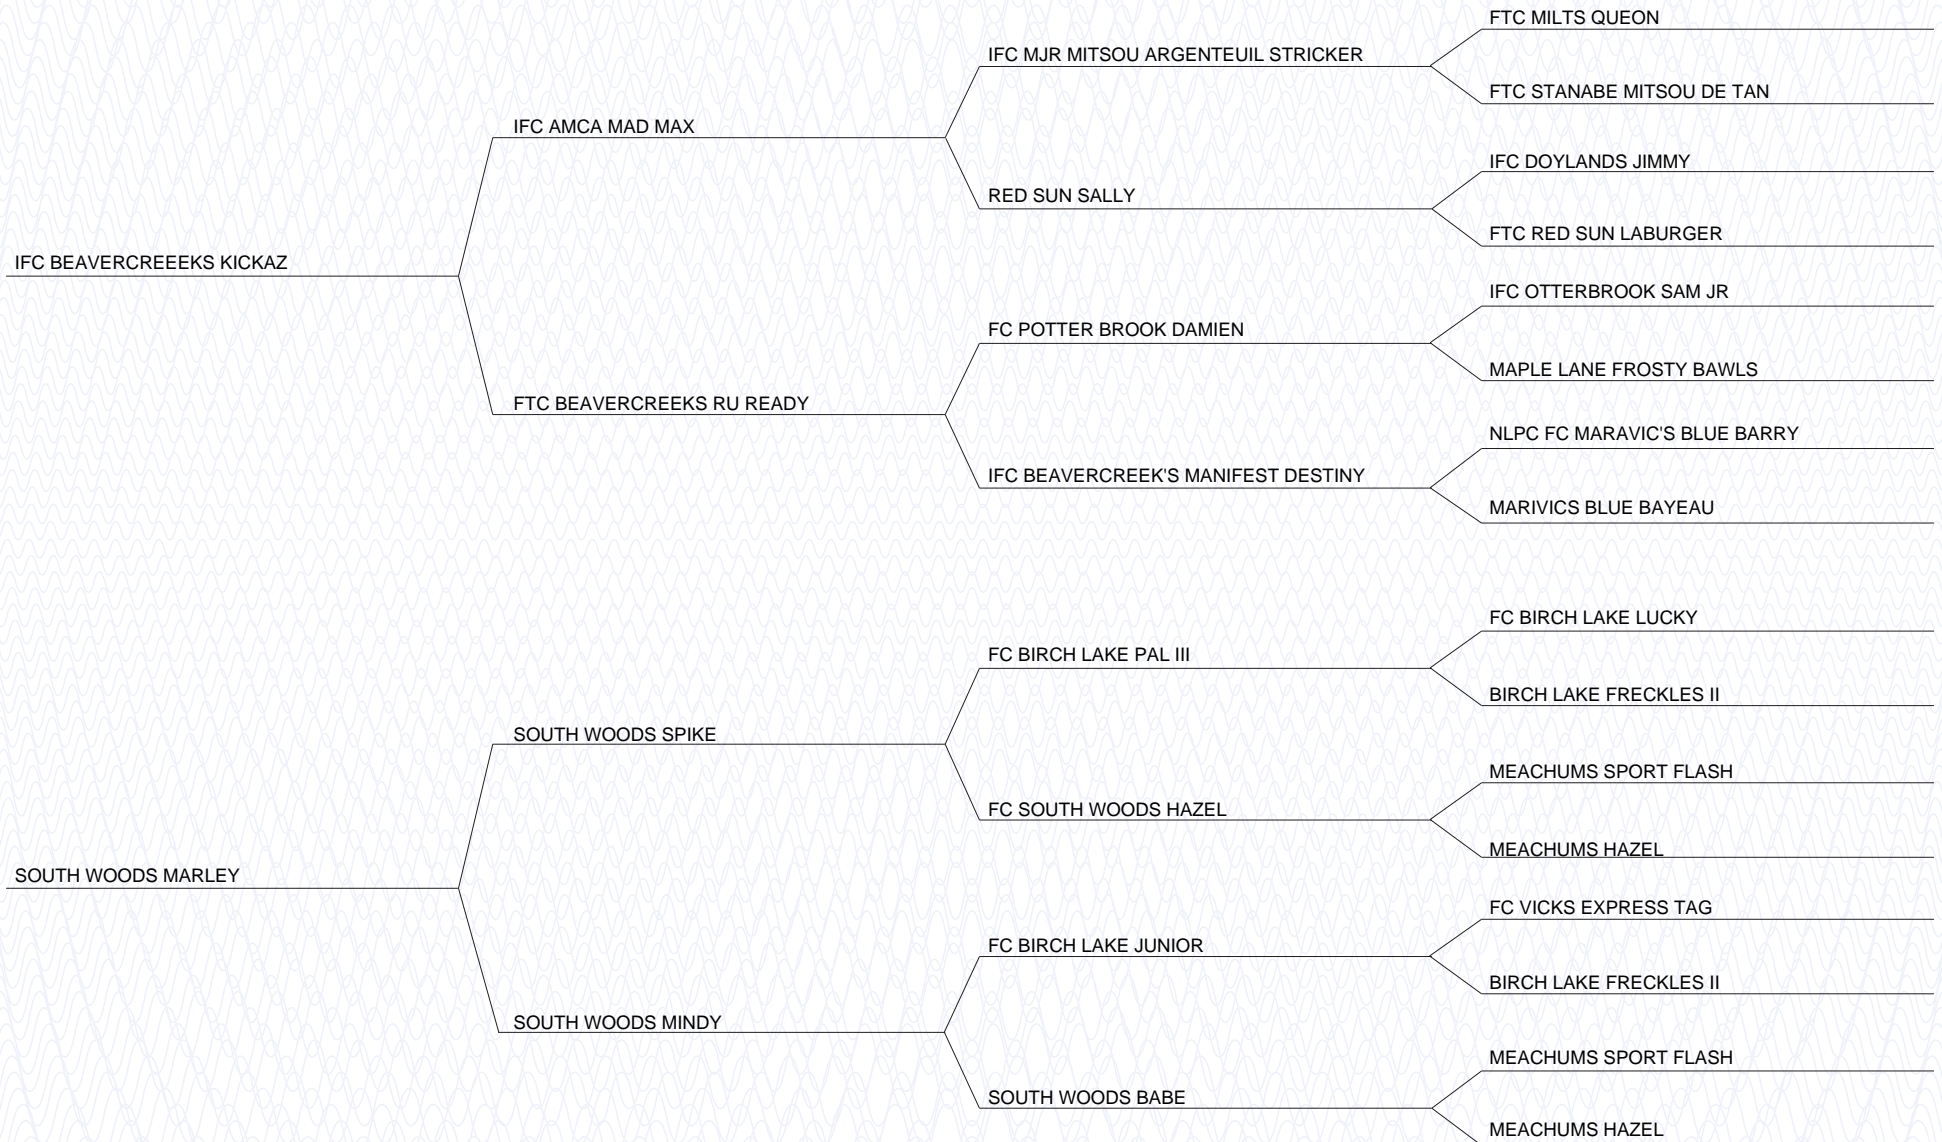 FTC MILTS QUEON
IFC MJR MITSOU ARGENTEUIL STRICKER
FTC STANABE MITSOU DE TAN
IFC AMCA MAD MAX
IFC DOYLANDS JIMMY
RED SUN SALLY
FTC RED SUN LABURGER
IFC BEAVERCREEEKS KICKAZ
IFC OTTERBROOK SAM JR
FC POTTER BROOK DAMIEN
MAPLE LANE FROSTY BAWLS
FTC BEAVERCREEKS RU READY
NLPC FC MARAVIC'S BLUE BARRY
IFC BEAVERCREEK'S MANIFEST DESTINY
MARIVICS BLUE BAYEAU
FC BIRCH LAKE LUCKY
FC BIRCH LAKE PAL III
BIRCH LAKE FRECKLES II
SOUTH WOODS SPIKE
MEACHUMS SPORT FLASH
FC SOUTH WOODS HAZEL
MEACHUMS HAZEL
SOUTH WOODS MARLEY
FC VICKS EXPRESS TAG
FC BIRCH LAKE JUNIOR
BIRCH LAKE FRECKLES II
SOUTH WOODS MINDY
MEACHUMS SPORT FLASH
SOUTH WOODS BABE
MEACHUMS HAZEL